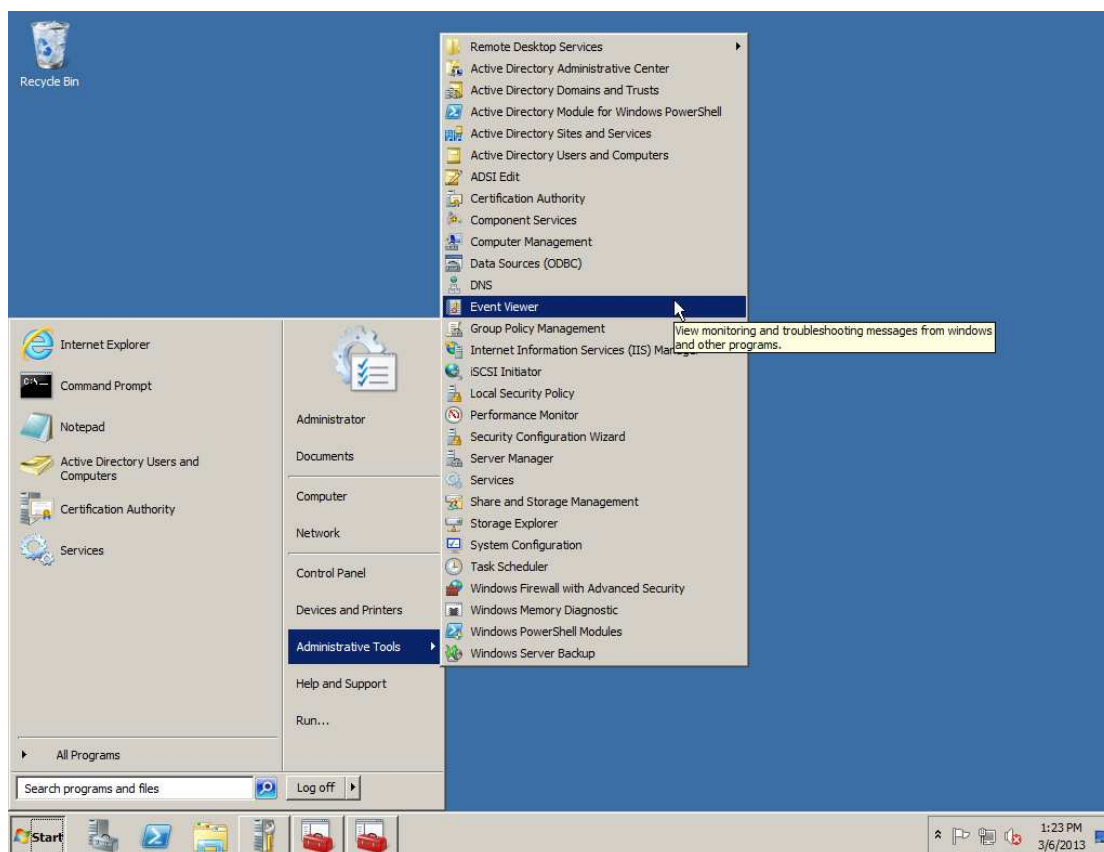 Recycle Bin
Remote Desktop Services
Active Directory Administrative Center
Active Directory Domains and Trusts
Active Directory Module for Windows PowerShell
Active Directory Sites and Services
Active Directory Users and Computers
ADSI Edit
Certification Authority
Component Services
Computer Management
Data Sources (ODBC)
DNS
Event Viewer
Group Policy Management
Internet Information Services (IIS)
iSCSI Initiator
Local Security Policy
Performance Monitor
Security Configuration Wizard
Server Manager
Services
Share and Storage Management
Storage Explorer
System Configuration
Task Scheduler
Windows Firewall with Advanced Security
Windows Memory Diagnostic
Windows PowerShell Modules
Windows Server Backup
View monitoring and troubleshooting messages from windows
and other programs.
Internet Explorer
C:\_
Command Prompt
Notepad
Active Directory Users and
Computers
Certification Authority
Services
All Programs
Search programs and files
Administrator
Documents
Computer
Network
Control Panel
Devices and Printers
Administrative Tools
Help and Support
Run...
Log off
Start
1:23 PM
3/6/2013